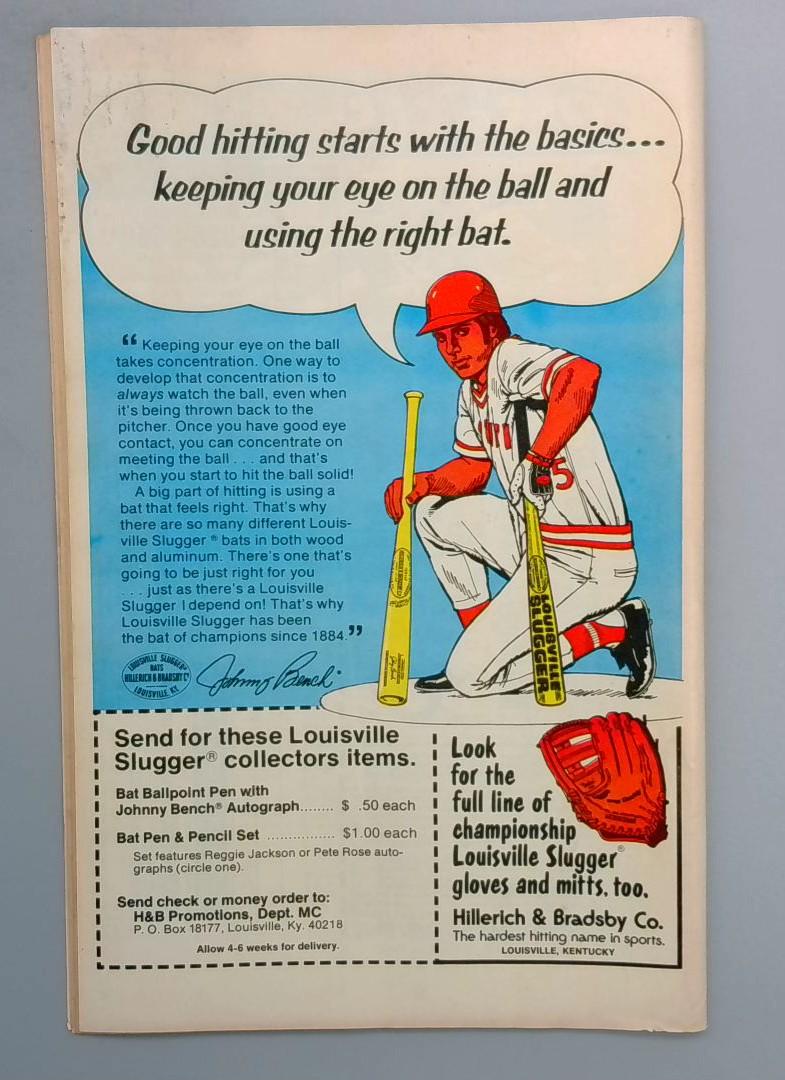 Good hitting starts with the basics...
keeping your eye on the ball and
using the right bat.
“ Keeping your eye on the ball
takes concentration. One way to
develop that concentration is to
always watch the ball, even when
it's being thrown back to the
pitcher. Once you have good eye
contact, you can concentrate on
meeting the ball . . . and that's
when you start to hit the ball solid!
A big part of hitting is using a
bat that feels right. That's why
there are so many different Louis-
ville Slugger ® bats in both wood
and aluminum. There's one that's
going to be just right for you
. . . just as there's a Louisville
Slugger I depend on! That's why
Louisville Slugger has been
the bat of champions since 1884.”
LOUISVILLE SLUGGER
BATS
HILLERICH & BRADSBY Co
LOUISVILLE, KY.
Johnny Bench
5
LOUISVILLE
SLUGGER
Send for these Louisville
Slugger® collectors items.
Bat Ballpoint Pen with
Johnny Bench® Autograph........ $ .50 each
Bat Pen & Pencil Set ................ $1.00 each
Set features Reggie Jackson or Pete Rose auto-
graphs (circle one).
Send check or money order to:
H&B Promotions, Dept. MC
P. O. Box 18177, Louisville, Ky. 40218
Allow 4-6 weeks for delivery.
Look
for the
full line of
championship
Louisville Slugger®
gloves and mitts, too.
Hillerich & Bradsby Co.
The hardest hitting name in sports.
LOUISVILLE, KENTUCKY